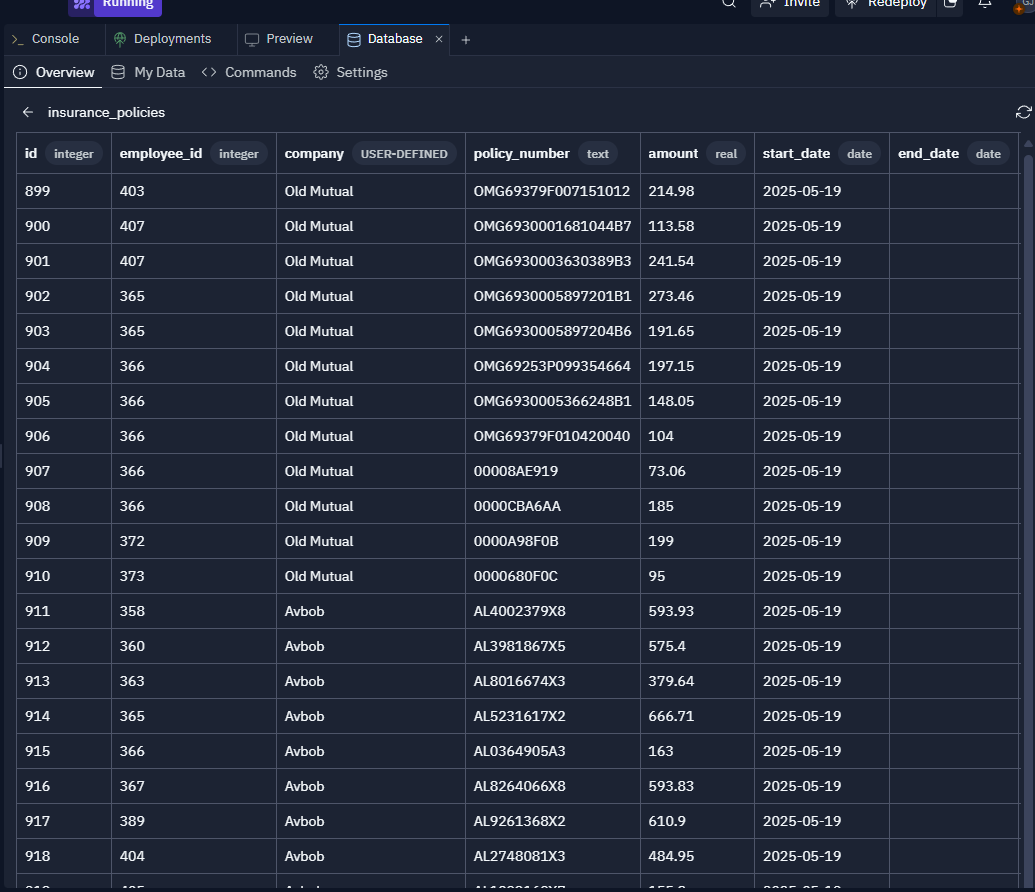 Running
Invite
Redeploy
GJ
Console
Deployments
Preview
Database
Overview
My Data
Commands
Settings
insurance_policies
id integer employee_id integer company USER-DEFINED policy_number text amount real start_date date end_date date
899 403 Old Mutual OMG69379F007151012 214.98 2025-05-19
900 407 Old Mutual OMG6930001681044B7 113.58 2025-05-19
901 407 Old Mutual OMG6930003630389B3 241.54 2025-05-19
902 365 Old Mutual OMG6930005897201B1 273.46 2025-05-19
903 365 Old Mutual OMG6930005897204B6 191.65 2025-05-19
904 366 Old Mutual OMG69253P099354664 197.15 2025-05-19
905 366 Old Mutual OMG6930005366248B1 148.05 2025-05-19
906 366 Old Mutual OMG69379F010420040 104 2025-05-19
907 366 Old Mutual 00008AE919 73.06 2025-05-19
908 366 Old Mutual 0000CBA6AA 185 2025-05-19
909 372 Old Mutual 0000A98F0B 199 2025-05-19
910 373 Old Mutual 0000680F0C 95 2025-05-19
911 358 Avbob AL4002379X8 593.93 2025-05-19
912 360 Avbob AL3981867X5 575.4 2025-05-19
913 363 Avbob AL8016674X3 379.64 2025-05-19
914 365 Avbob AL5231617X2 666.71 2025-05-19
915 366 Avbob AL0364905A3 163 2025-05-19
916 367 Avbob AL8264066X8 593.83 2025-05-19
917 389 Avbob AL9261368X2 610.9 2025-05-19
918 404 Avbob AL2748081X3 484.95 2025-05-19